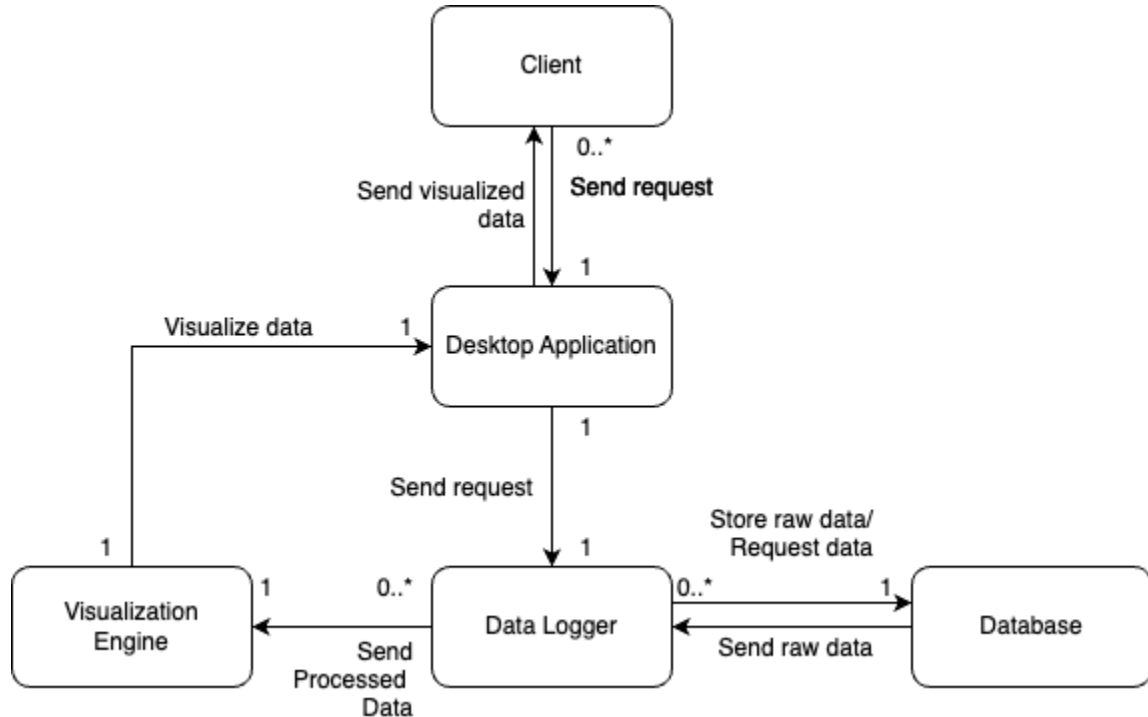 Client
0..*
Send visualized
data
Send request
1
Visualize data
1
Desktop Application
1
Send request
Store raw data/
Request data
1
1
1
0..*
0..*
1
Visualization
Engine
Data Logger
Database
Send
Processed
Data
Send raw data